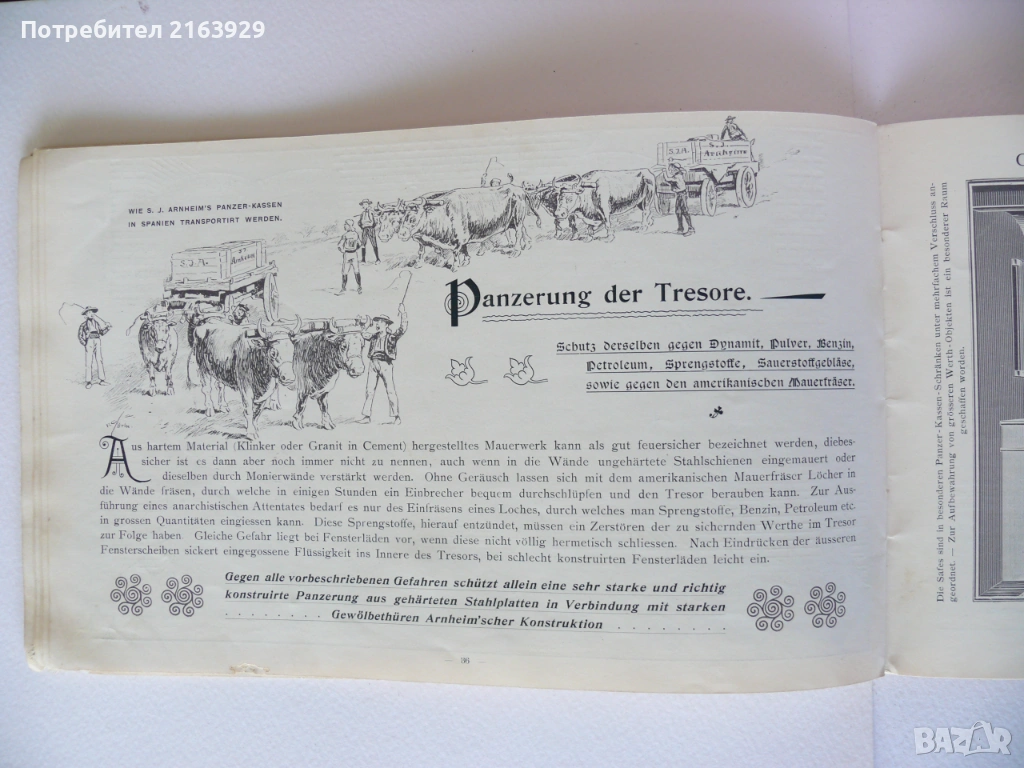 Потребител 2163929
WIE S. J. ARNHEIM'S PANZER-KASSEN
IN SPANIEN TRANSPORTIRT WERDEN.
S.J.A. Arnheim
S.J.A. Arnheim
Panzerung der Tresore.
Schutz derselben gegen Dynamit, Pulver, Benzin,
Petroleum, Sprengstoffe, Sauerstoffgebläse,
sowie gegen den amerikanischen Mauerfräser.
Aus hartem Material (Klinker oder Granit in Cement) hergestelltes Mauerwerk kann als gut feuersicher bezeichnet werden, diebes-
sicher ist es dann aber noch immer nicht zu nennen, auch wenn in die Wände ungehärtete Stahlschienen eingemauert oder
dieselben durch Monierwände verstärkt werden. Ohne Geräusch lassen sich mit dem amerikanischen Mauerfräser Löcher in
die Wände fräsen, durch welche in einigen Stunden ein Einbrecher bequem durchschlüpfen und den Tresor berauben kann. Zur Aus-
führung eines anarchistischen Attentates bedarf es nur des Einfräsens eines Loches, durch welches man Sprengstoffe, Benzin, Petroleum etc.
in grossen Quantitäten eingiessen kann. Diese Sprengstoffe, hierauf entzündet, müssen ein Zerstören der zu sichernden Werthe im Tresor
zur Folge haben. Gleiche Gefahr liegt bei Fensterläden vor, wenn diese nicht völlig hermetisch schliessen. Nach Eindrücken der äusseren
Fensterscheiben sickert eingegossene Flüssigkeit ins Innere des Tresors, bei schlecht konstruirten Fensterläden leicht ein.
Gegen alle vorbeschriebenen Gefahren schützt allein eine sehr starke und richtig
konstruirte Panzerung aus gehärteten Stahlplatten in Verbindung mit starken
. . . . . . . . Gewölbethüren Arnheim'scher Konstruktion . . . . . . . .
— 36 —
Die Safes sind in besonderen Panzer-Kassen-Schränken unter mehrfachem Verschluss an-
geordnet. — Zur Aufbewahrung von grösseren Werth-Objekten ist ein besonderer Raum
geschaffen worden.
BAZAR